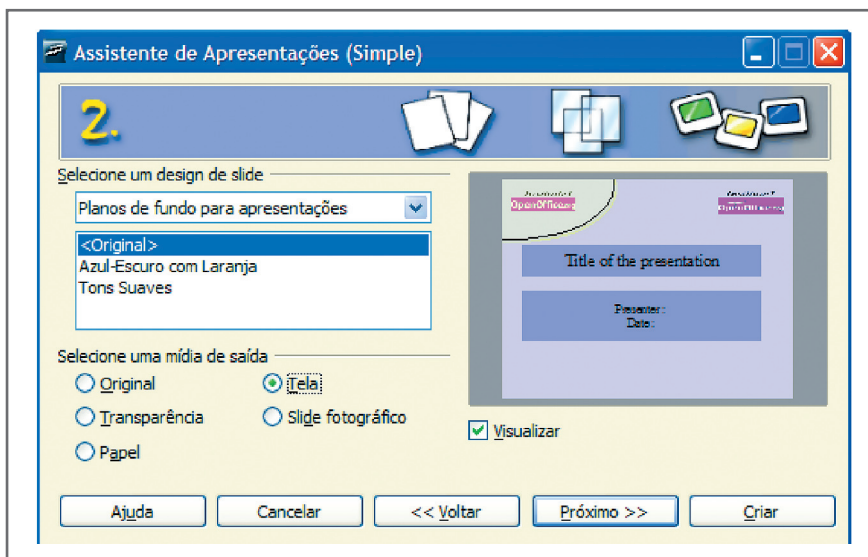 Assistente de Apresentações (Simple)
2.
Selecione um design de slide
Planos de fundo para apresentações
<Original>
Azul-Escuro com Laranja
Tons Suaves
Selecione uma mídia de saída
Original
Tela
Transparência
Slide fotográfico
Papel
OpenOffice.org
Title of the presentation
Presenter :
Date :
Visualizar
Ajuda
Cancelar
<< Voltar
Próximo >>
Criar